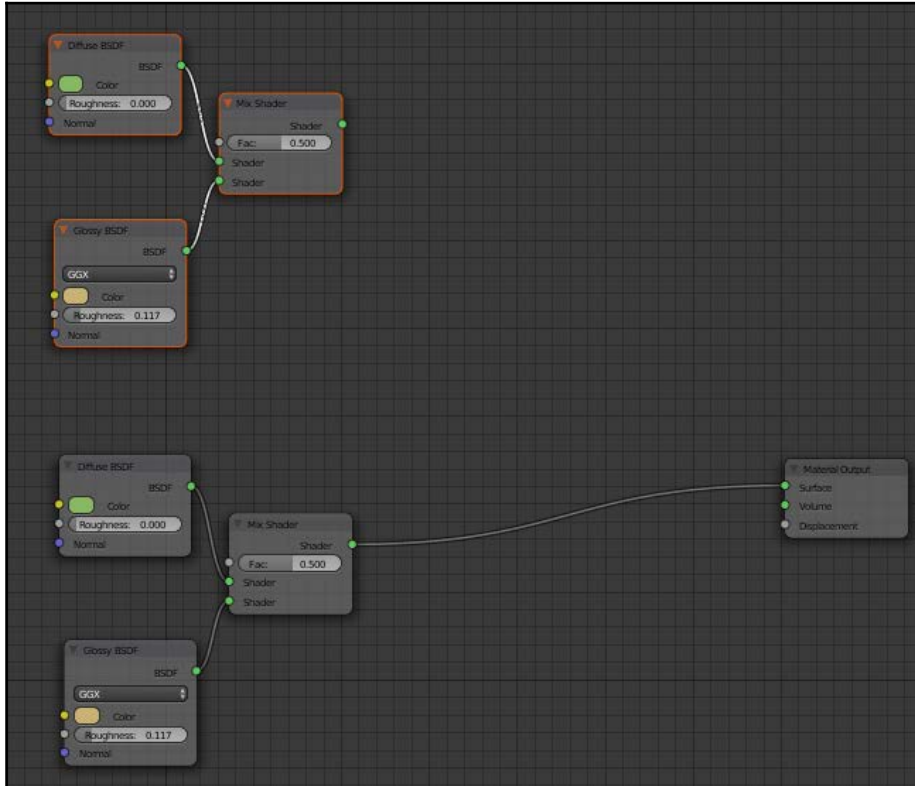 Diffuse BSDF
BSDF
Color
Roughness: 0.000
Normal
Mix Shader
Shader
Fac: 0.500
Shader
Shader
Glossy BSDF
BSDF
GGX
Color
Roughness: 0.117
Normal
Diffuse BSDF
BSDF
Color
Roughness: 0.000
Normal
Mix Shader
Shader
Fac: 0.500
Shader
Shader
Material Output
Surface
Volume
Displacement
Glossy BSDF
BSDF
GGX
Color
Roughness: 0.117
Normal